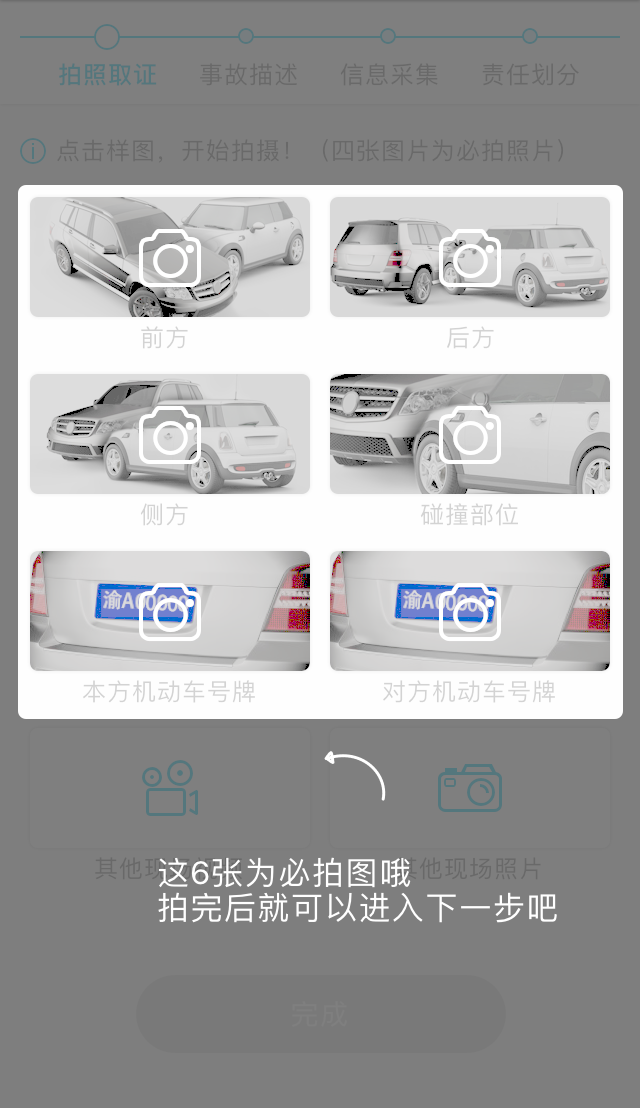 拍照取证 事故描述 信息采集 责任划分
点击样图，开始拍摄！（四张图片为必拍照片）
前方 后方
侧方 碰撞部位
渝A00000 渝A00000
本方机动车号牌 对方机动车号牌
其他现 其他现场照片
这6张为必拍图哦
拍完后就可以进入下一步吧
完成